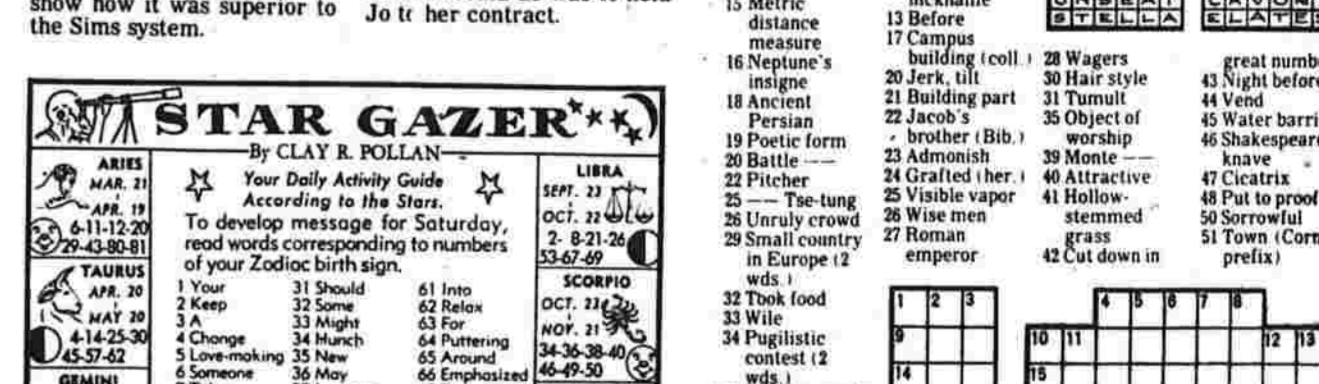 show how it was superior to
the Sims system.
her contract.
STAR GAZER
By CLAY R. POLLAN
ARIES
MAR. 21
APR. 19
6-11-12-20
29-43-80-81
TAURUS
APR. 20
MAY 20
4-14-25-30
45-57-62
GEMINI
Your Daily Activity Guide
According to the Stars.
To develop message for Saturday,
read words corresponding to numbers
of your Zodiac birth sign.
1 Your
2 Keep
3 A
4 Change
5 Love-making
6 Someone
31 Should
32 Some
33 Might
34 Hunch
35 New
36 May
61 Into
62 Relax
63 For
64 Puttering
65 Around
66 Emphasized
LIBRA
SEPT. 23
OCT. 22
2- 8-21-26
53-67-69
SCORPIO
OCT. 23
NOV. 21
34-36-38-40
46-49-50
15 Metric
distance
measure
16 Neptune's
insigne
18 Ancient
Persian
19 Poetic form
20 Battle ——
22 Pitcher
25 —— Tse-tung
26 Unruly crowd
29 Small country
in Europe (2
wds.)
32 Took food
33 Wile
34 Pugilistic
contest (2
wds.)
nickname
13 Before
17 Campus
building (coll.)
20 Jerk, tilt
21 Building part
22 Jacob's
brother (Bib.)
23 Admonish
24 Grafted (her.)
25 Visible vapor
26 Wise men
27 Roman
emperor
STELLA
ELATES
28 Wagers
30 Hair style
31 Tumult
35 Object of
worship
39 Monte ——
40 Attractive
41 Hollow-
stemmed
grass
42 Cut down in
great
43 Night before
44 Vend
45 Water
46
knave
47 Cicatrix
48 Put to proof
50 Sorrowful
51 Town
prefix)
1 2 3 4 5 6 7 8
9 10 11 12 13
14 15